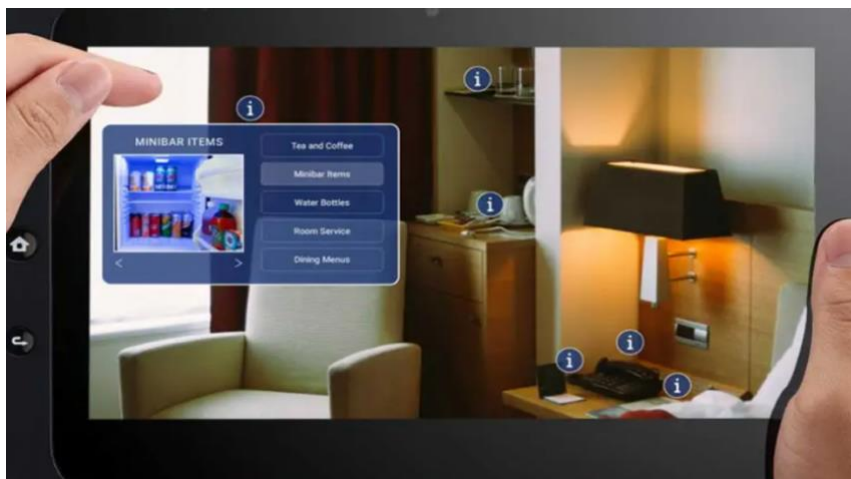 MINIBAR ITEMS
Tea and Coffee
Minibar Items
Water Bottles
Room Service
Dining Menus
< >
i
i
i
i
i
i